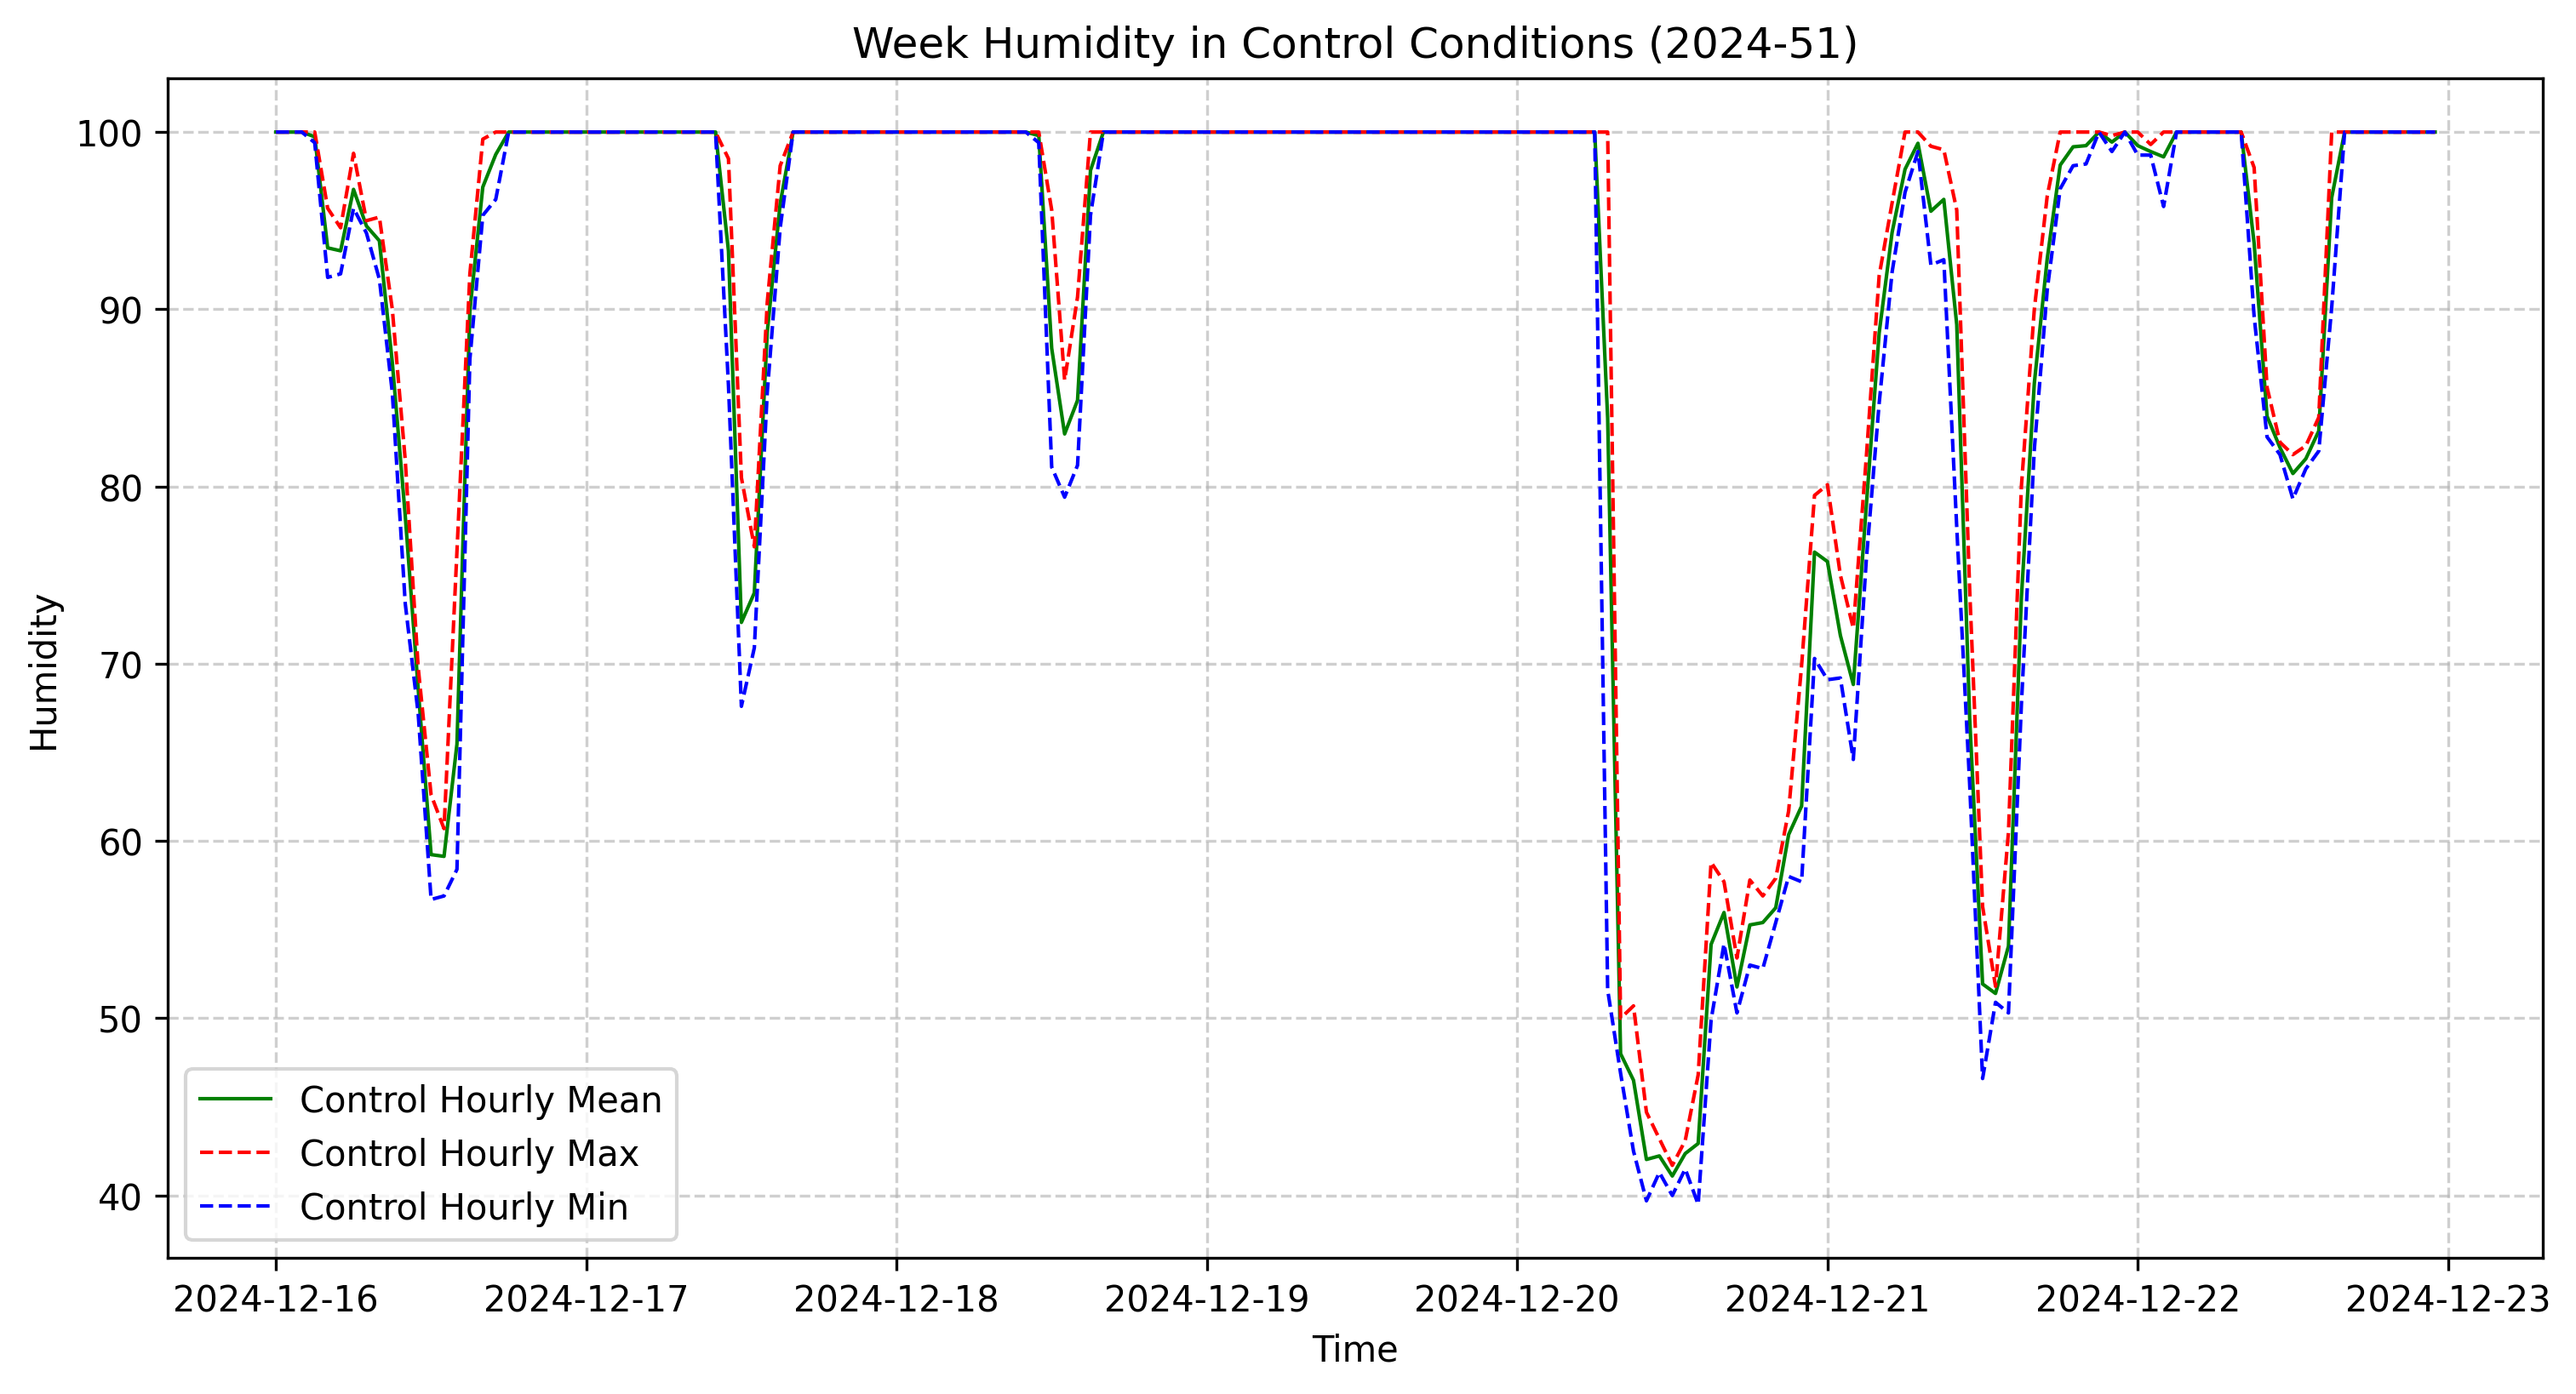 Week Humidity in Control Conditions (2024-51)
100
90
80
70
60
50
40
Humidity
Control Hourly Mean
Control Hourly Max
Control Hourly Min
2024-12-16
2024-12-17
2024-12-18
2024-12-19
2024-12-20
2024-12-21
2024-12-22
2024-12-23
Time